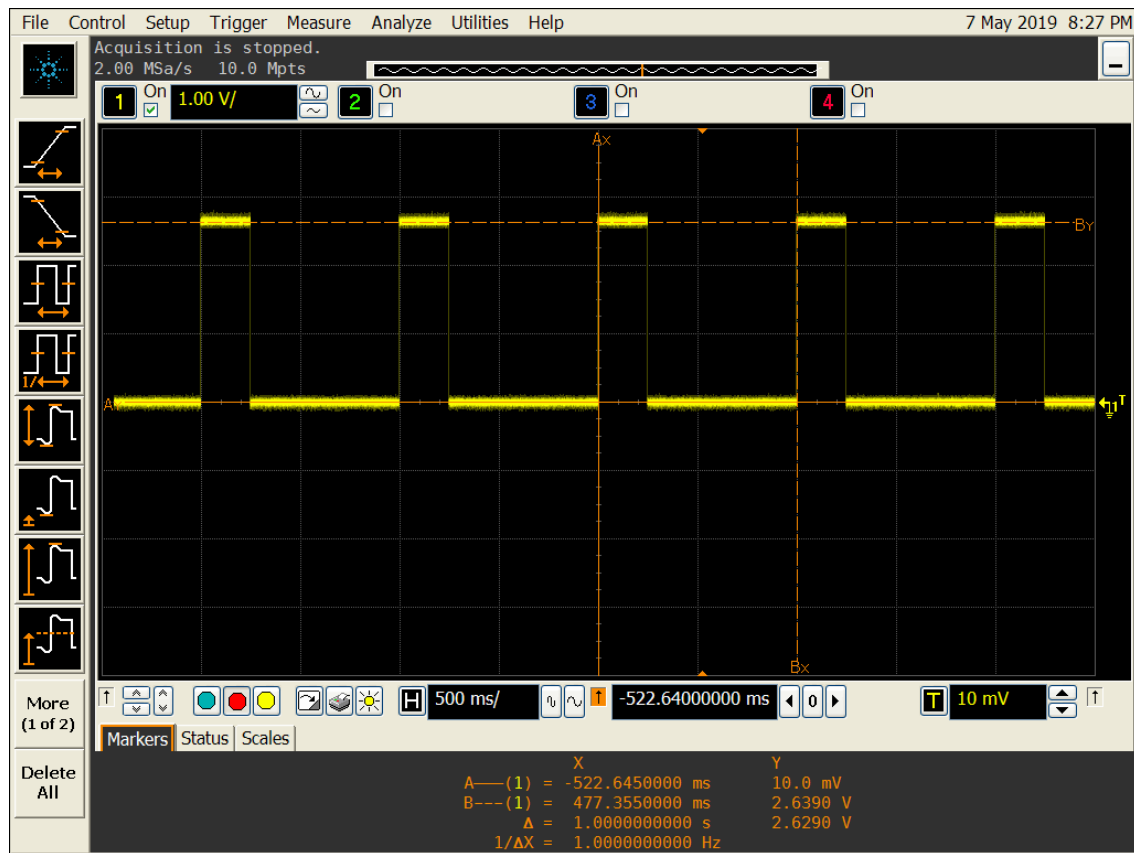 File Control Setup Trigger Measure Analyze Utilities Help 7 May 2019 8:27 PM
Acquisition is stopped.
2.00 MSa/s 10.0 Mpts
1 On 1.00 V/ 2 On 3 On 4 On
Ax
By
A
T
1
Bx
1/
More
(1 of 2)
H 500 ms/ -522.64000000 ms 0 T 10 mV
Markers Status Scales
Delete
All
X Y
A——(1) = -522.6450000 ms 10.0 mV
B---(1) = 477.3550000 ms 2.6390 V
Δ = 1.0000000000 s 2.6290 V
1/ΔX = 1.0000000000 Hz